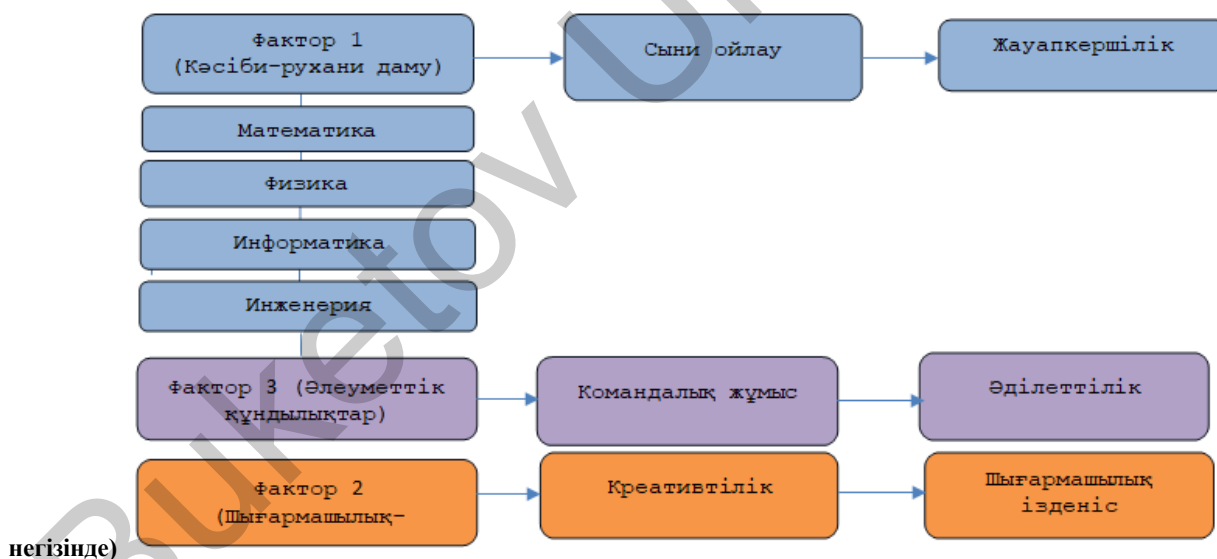 Фактор 1
(Кәсіби-рухани даму)
Сыни ойлау
Жауапкершілік
Математика
Физика
Информатика
Инженерия
Фактор 3 (Әлеуметтік
құндылықтар)
Командалық жұмыс
Әділеттілік
Фактор 2
(Шығармашылық-
Креативтілік
Шығармашылық
ізденіс
негізінде)
Buketov U